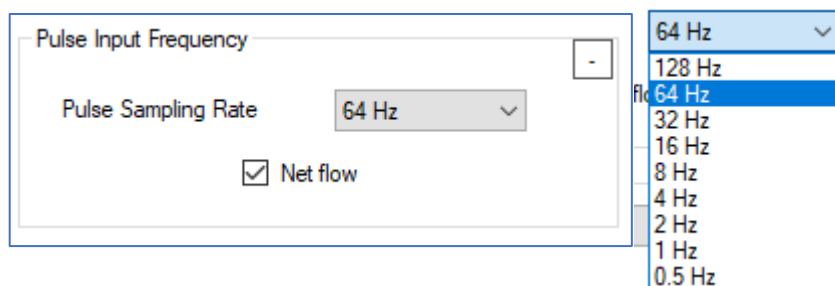 Pulse Input Frequency
-
Pulse Sampling Rate
64 Hz
Net flow
64 Hz
128 Hz
64 Hz
32 Hz
16 Hz
8 Hz
4 Hz
2 Hz
1 Hz
0.5 Hz